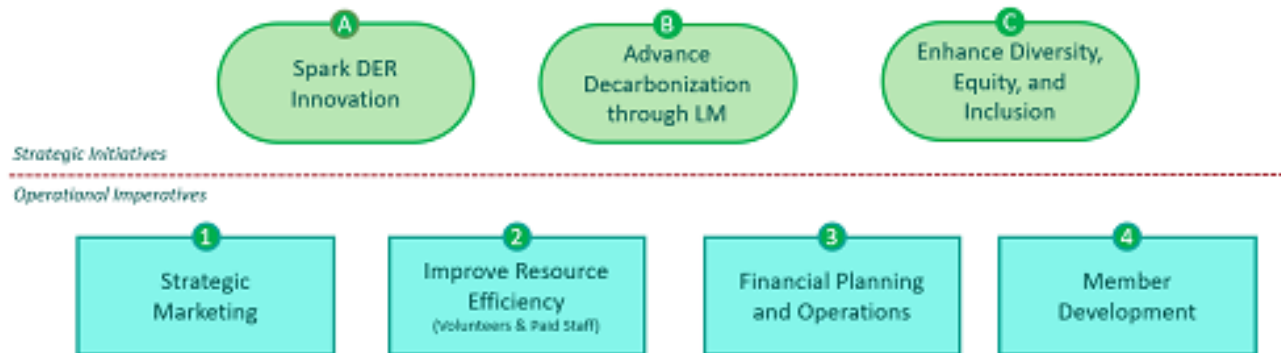 A
Spark DER
Innovation
B
Advance
Decarbonization
through LM
C
Enhance Diversity,
Equity, and
Inclusion
Strategic Initiatives
Operational Imperatives
1
Strategic
Marketing
2
Improve Resource
Efficiency
(Volunteers & Paid Staff)
3
Financial Planning
and Operations
4
Member
Development